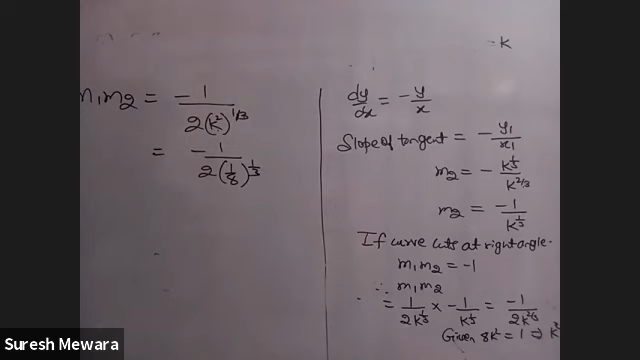 = K
m₁m₂ = -1/2(K²)^1/3
= -1/2(1/8)^1/3
dy/dx = -y/x
Slope of tangent = -y₁/x₁
m₂ = -K^1/3/K^2/3
m₂ = -1/K^1/3
If curve cuts at right angle.
m₁m₂ = -1
∴ m₁m₂
= 1/2K^1/3 × -1/K^1/3 = -1/2K^2/3
Given 8K² = 1 ⇒ K²
Suresh Mewara